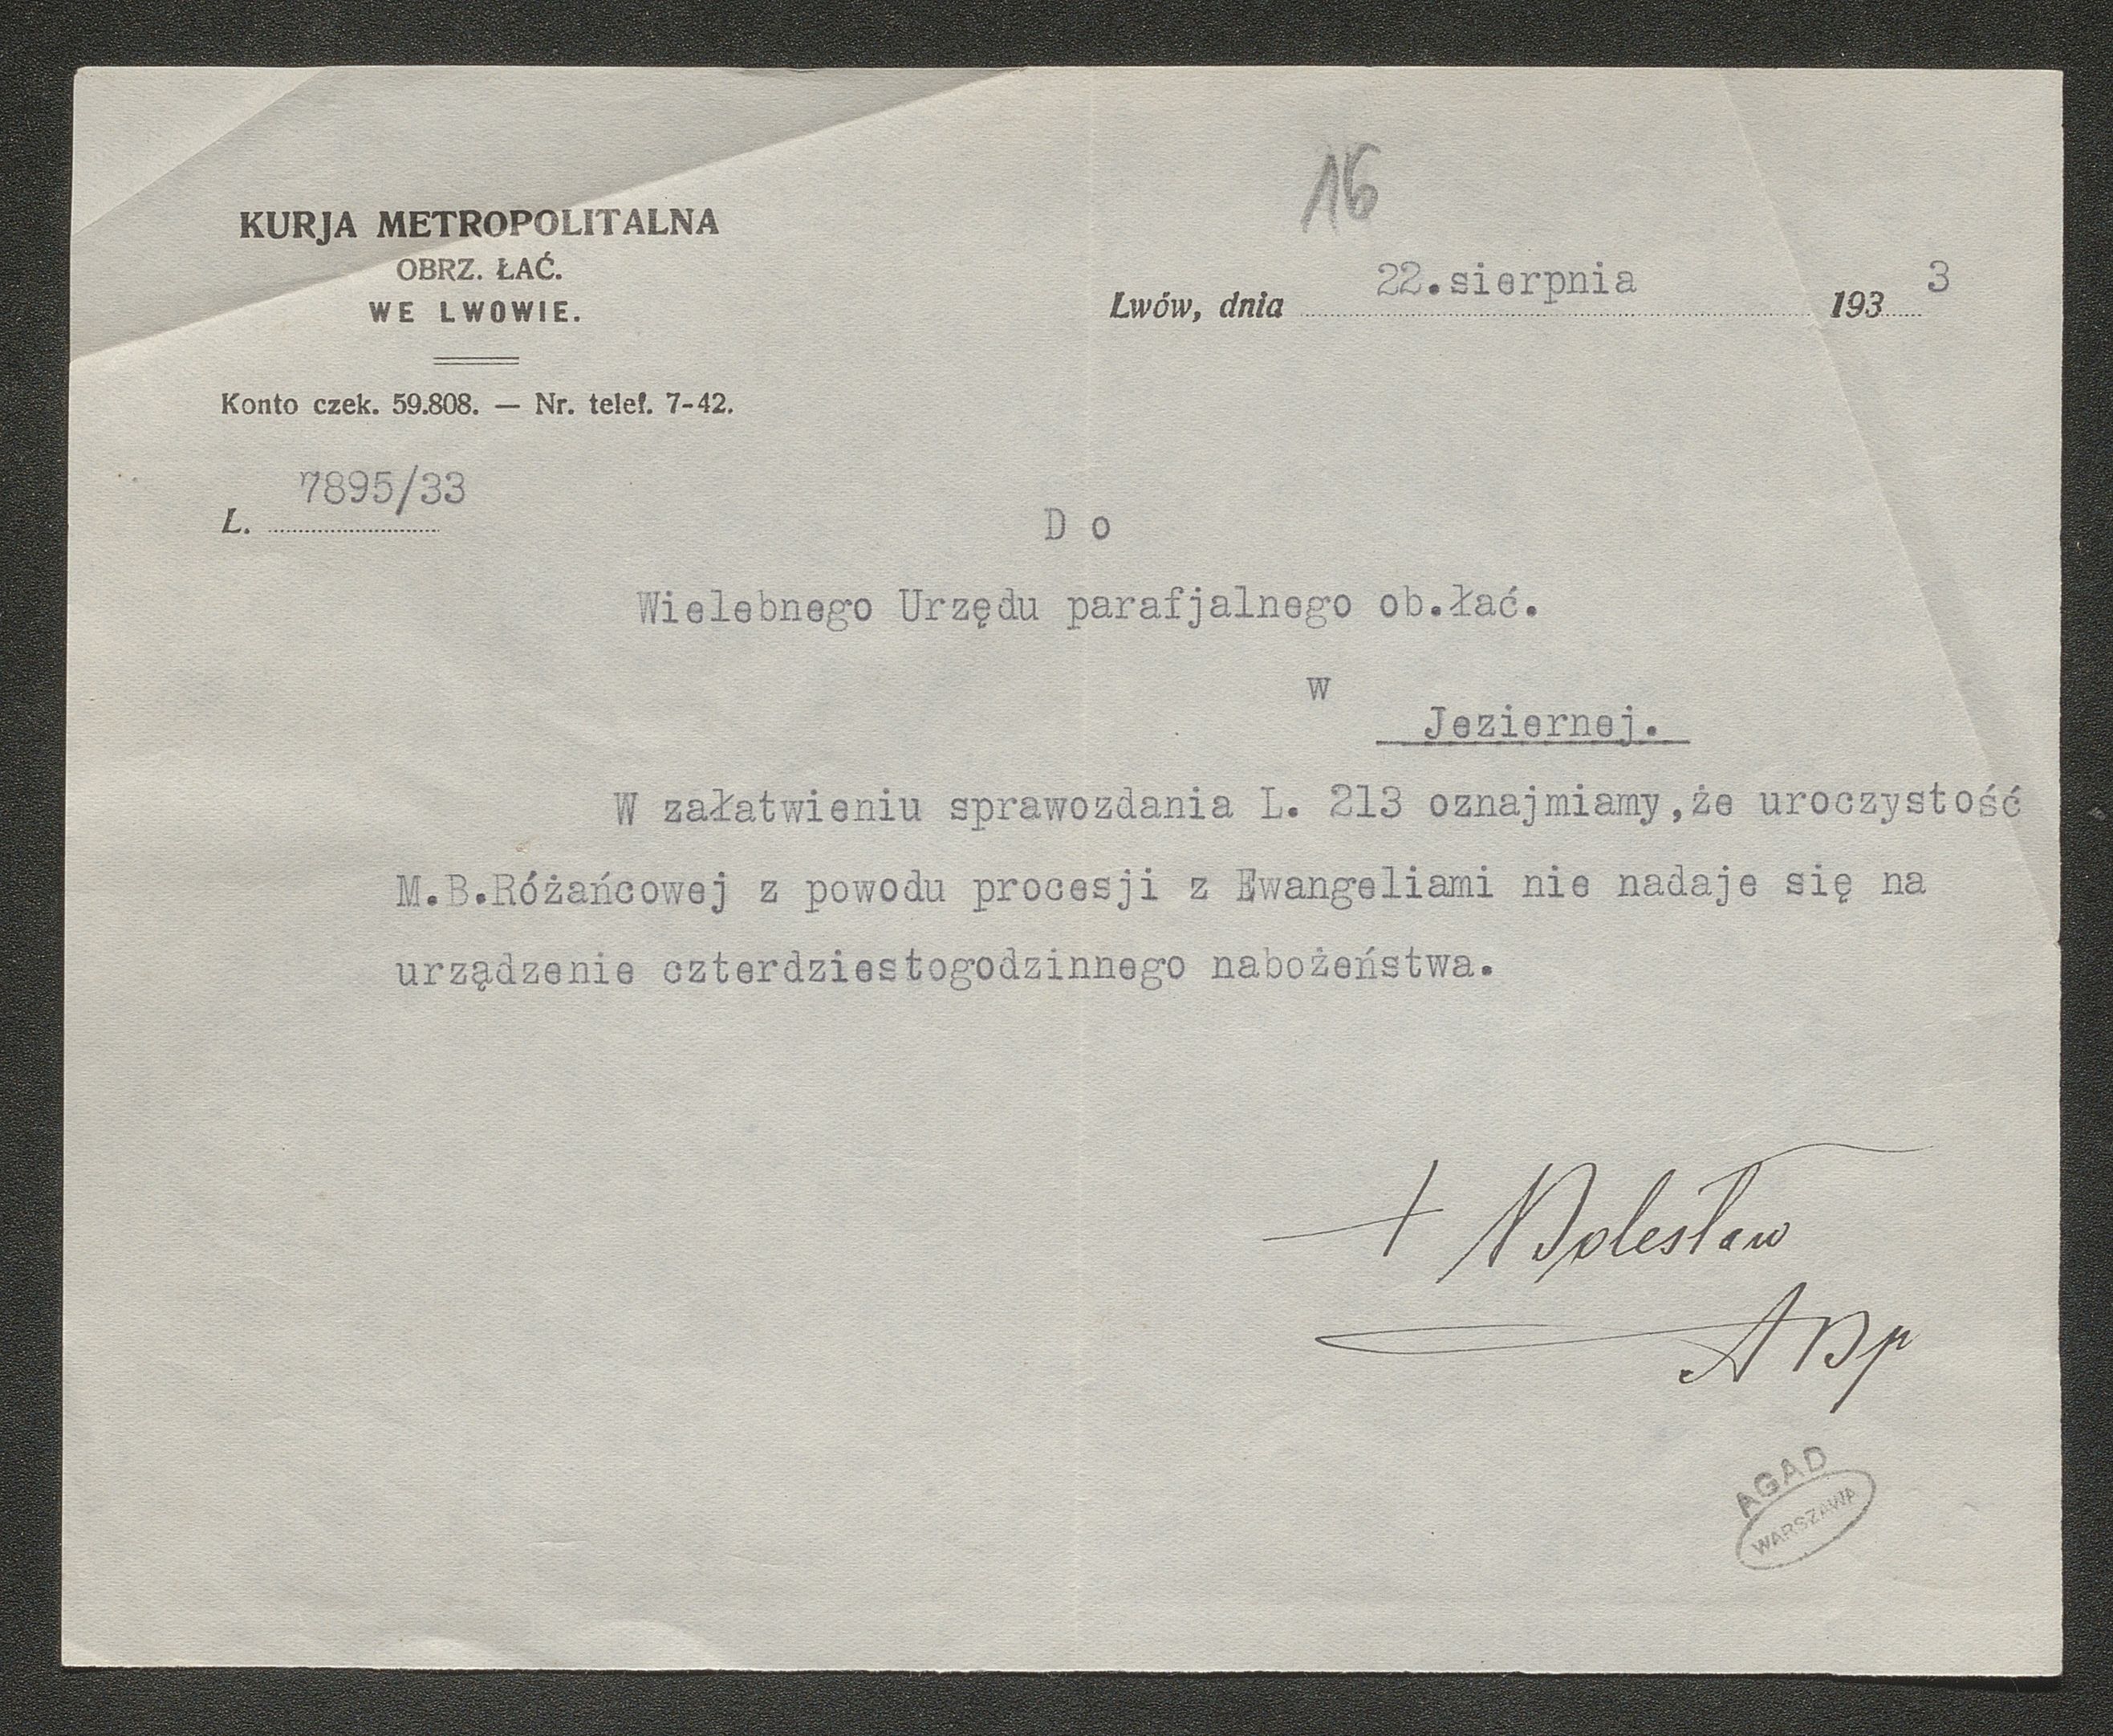 16
KURJA METROPOLITALNA
OBRZ. ŁAĆ.
WE LWOWIE.
Konto czek. 59.808. — Nr. telef. 7-42.
Lwów, dnia 22.sierpnia 193 3
L. 7895/33
D o
Wielebnego Urzędu parafjalnego ob.łać.
w
Jeziernej.
W załatwieniu sprawozdania L. 213 oznajmiamy,że uroczystość
M.B.Różańcowej z powodu procesji z Ewangeliami nie nadaje się na
urządzenie czterdziestogodzinnego nabożeństwa.
+ Bolesław
ABp
AGAD
WARSZAWA